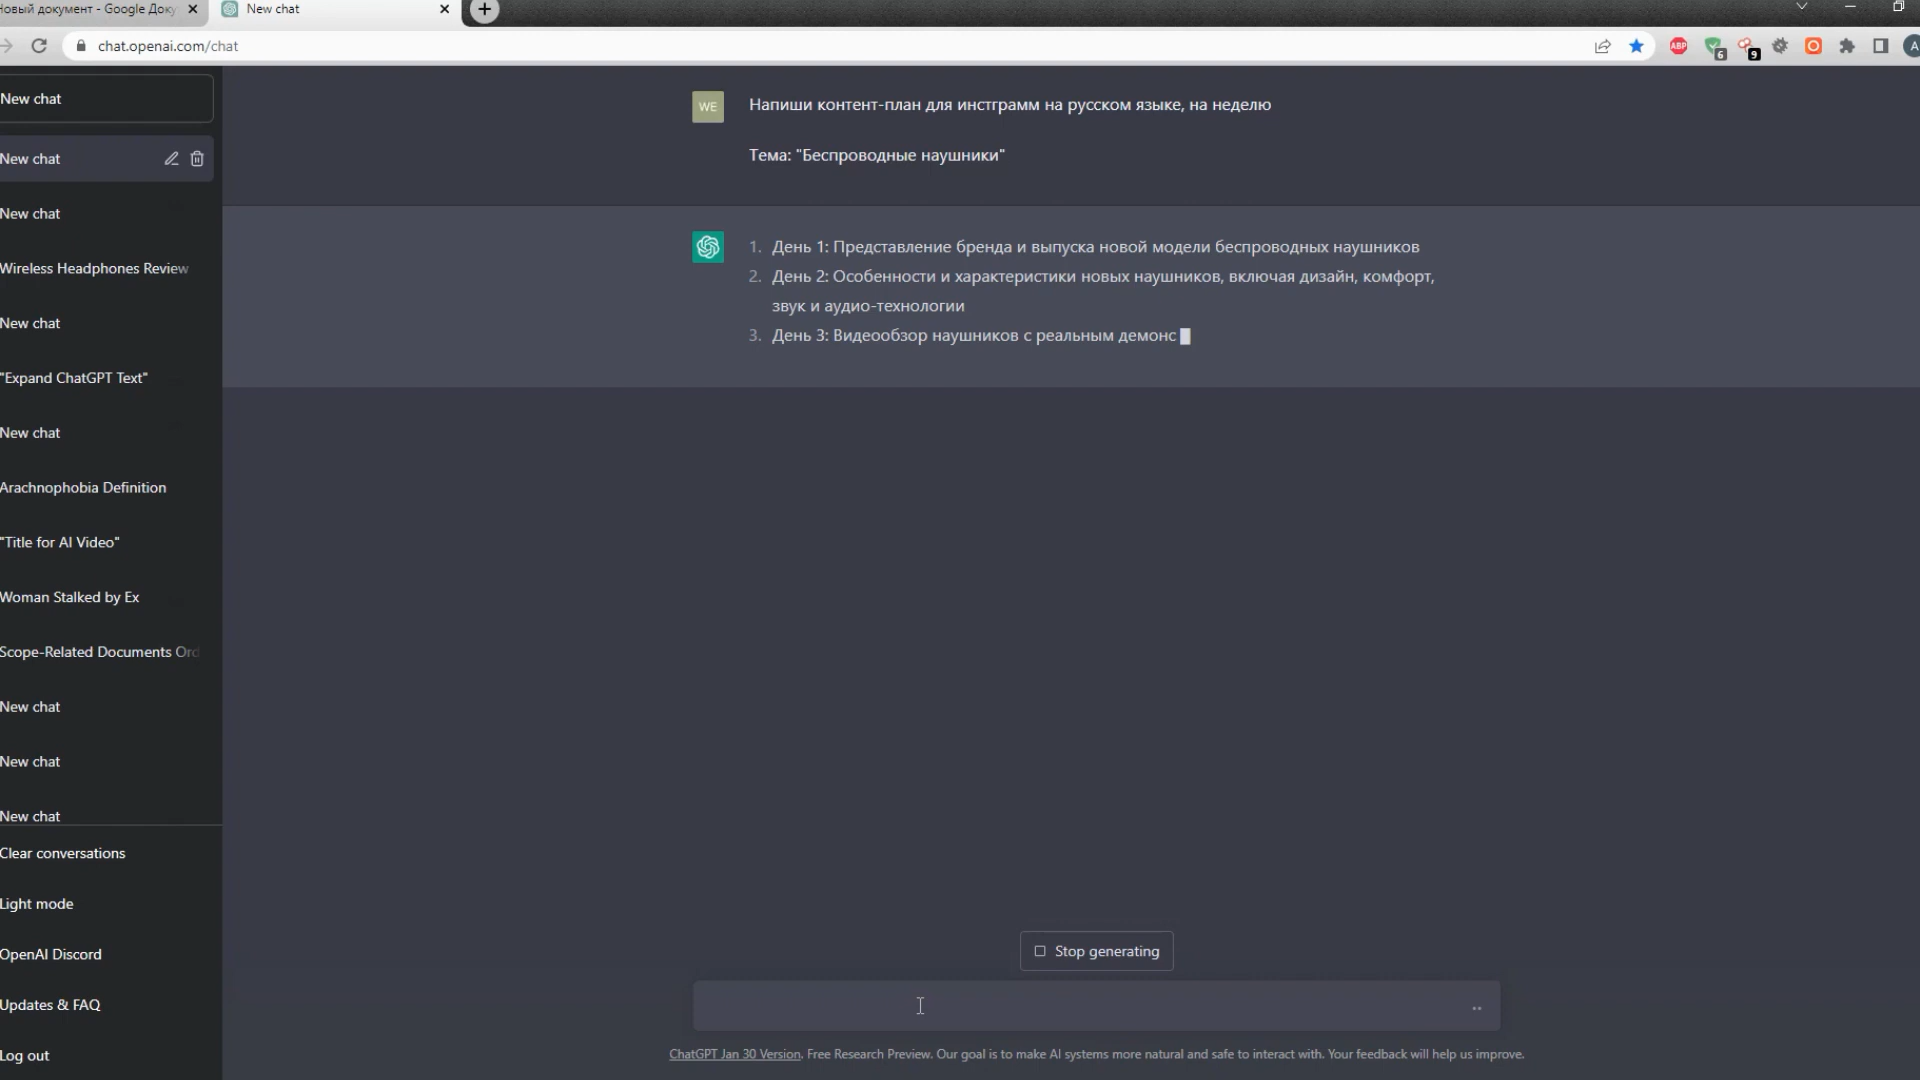 Новый документ - Google Доку
New chat
chat.openai.com/chat
ABP
6
9
A
New chat
New chat
New chat
Wireless Headphones Review
New chat
"Expand ChatGPT Text"
New chat
Arachnophobia Definition
"Title for AI Video"
Woman Stalked by Ex
Scope-Related Documents Ord
New chat
New chat
New chat
Clear conversations
Light mode
OpenAI Discord
Updates & FAQ
Log out
WE
Напиши контент-план для инстграмм на русском языке, на неделю
Тема: "Беспроводные наушники"
1. День 1: Представление бренда и выпуска новой модели беспроводных наушников
2. День 2: Особенности и характеристики новых наушников, включая дизайн, комфорт,
звук и аудио-технологии
3. День 3: Видеообзор наушников с реальным демонс
Stop generating
ChatGPT Jan 30 Version. Free Research Preview. Our goal is to make AI systems more natural and safe to interact with. Your feedback will help us improve.